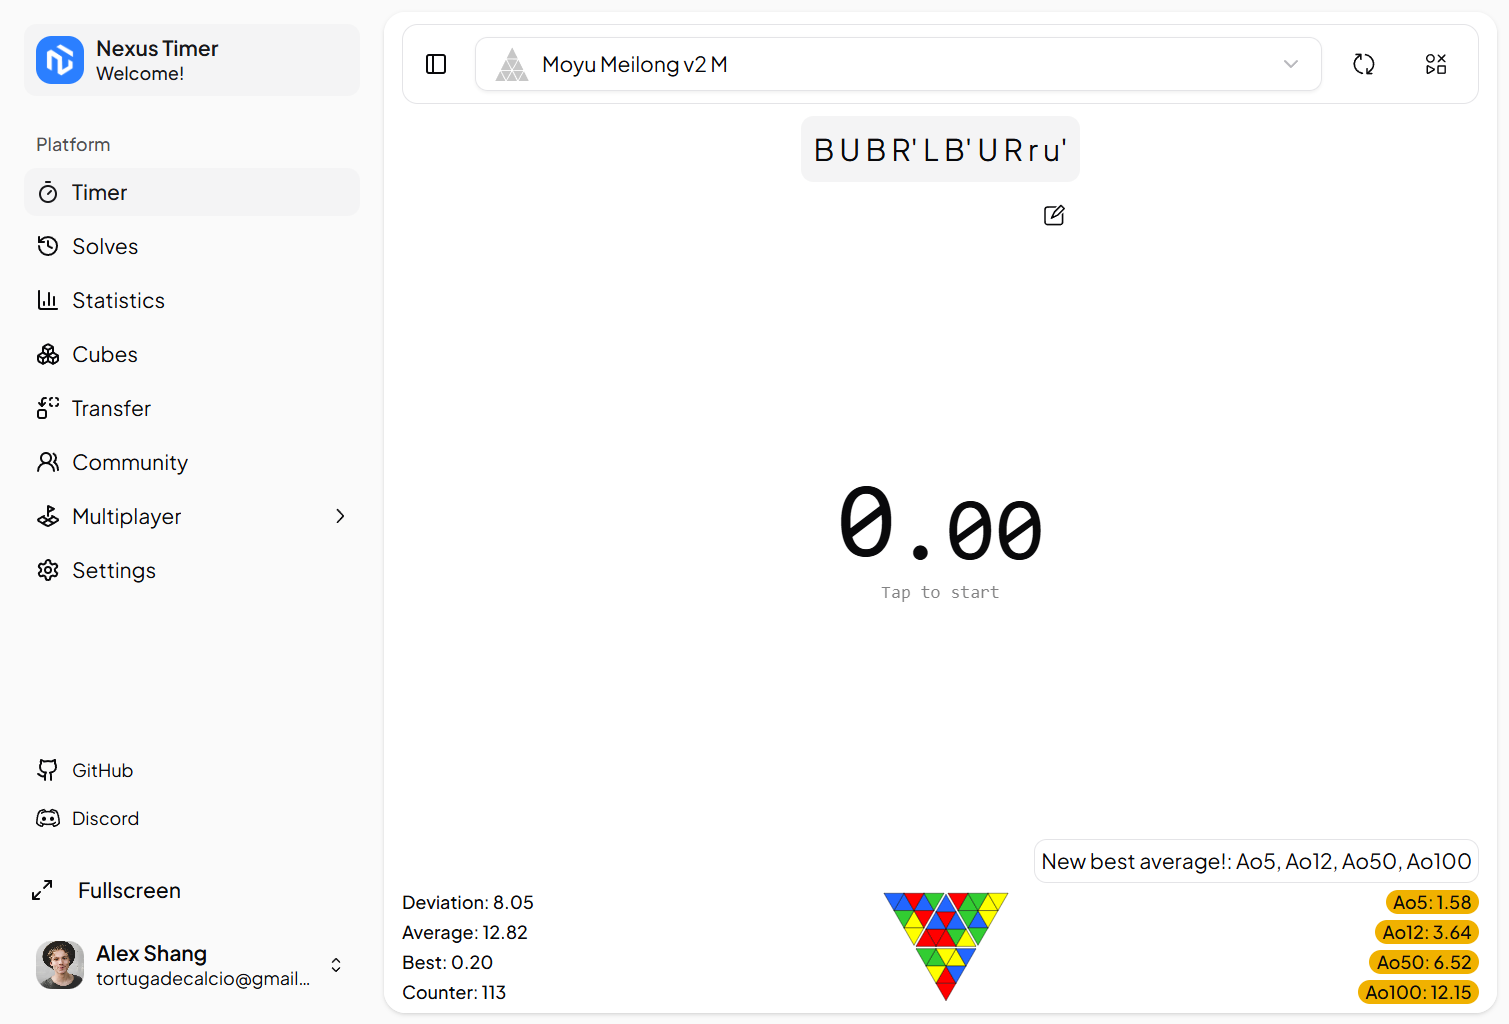 Nexus Timer
Welcome!
Platform
Timer
Solves
Statistics
Cubes
Transfer
Community
Multiplayer
Settings
GitHub
Discord
Fullscreen
Alex Shang
tortugadecalcio@gmail...
Moyu Meilong v2 M
B U B R' L B' U R r u'
0.00
Tap to start
New best average!: Ao5, Ao12, Ao50, Ao100
Deviation: 8.05
Average: 12.82
Best: 0.20
Counter: 113
Ao5: 1.58
Ao12: 3.64
Ao50: 6.52
Ao100: 12.15